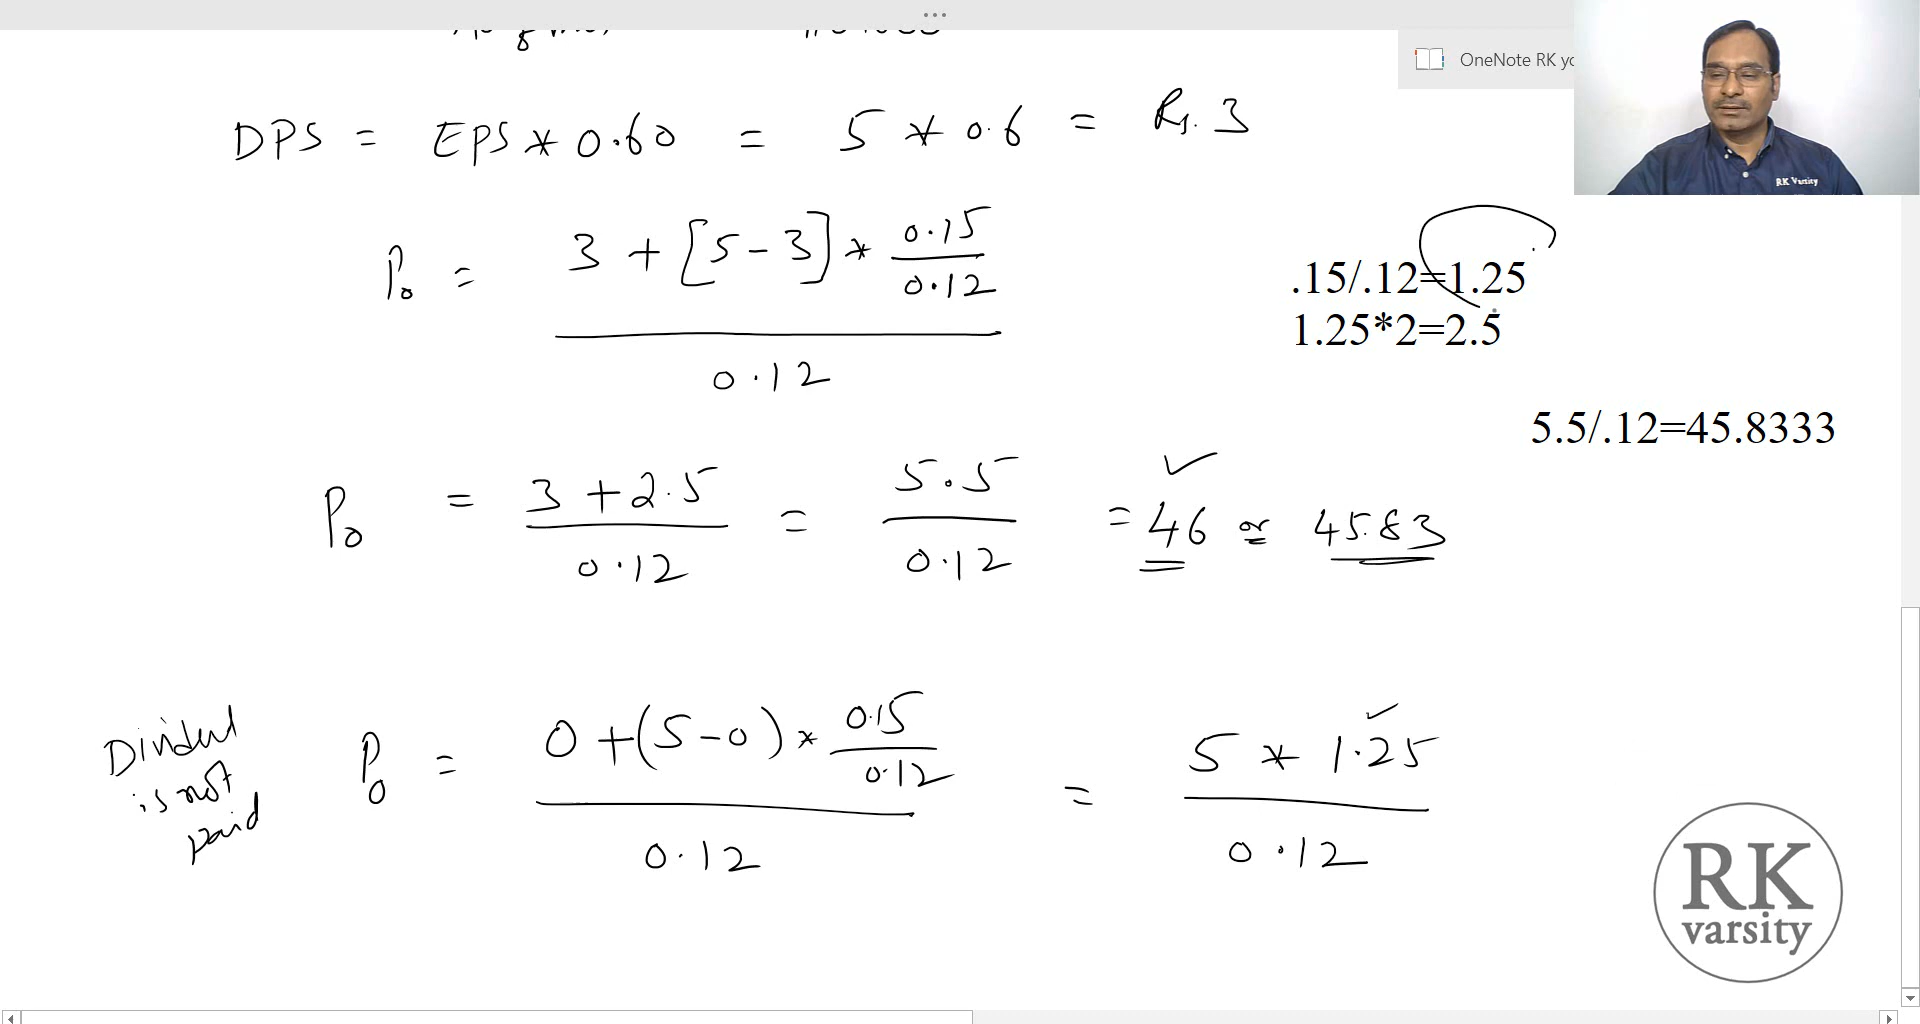 OneNote RK yo
DPS = EPS * 0.60 = 5 * 0.6 = Rs. 3
P0 = 3 + [5 - 3] * 0.15
0.12
0.12
.15/.12=1.25
1.25*2=2.5
5.5/.12=45.8333
P0 = 3 + 2.5 = 5.5 = 46 or 45.83
0.12 0.12
Dividend
is not
paid
P0 = 0 + (5 - 0) * 0.15 = 5 * 1.25
0.12
0.12 0.12
RK Varsity
RK
varsity